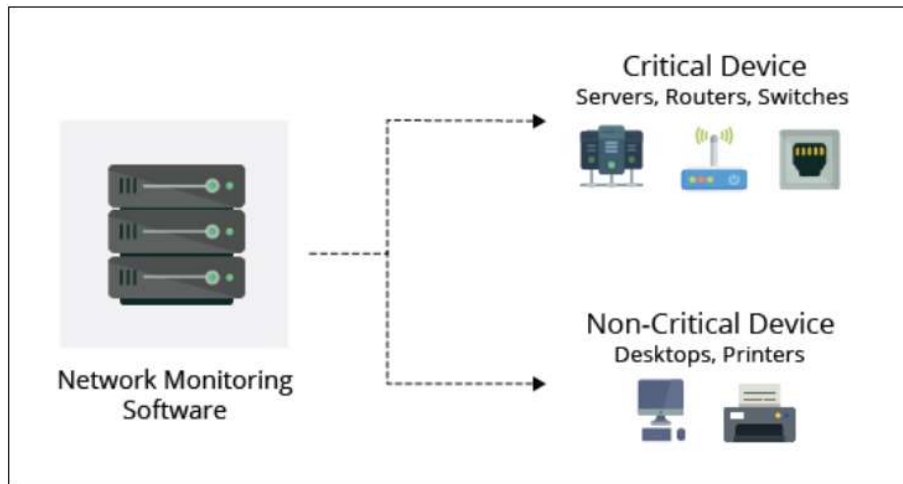 Critical Device
Servers, Routers, Switches
Network Monitoring
Software
Non-Critical Device
Desktops, Printers